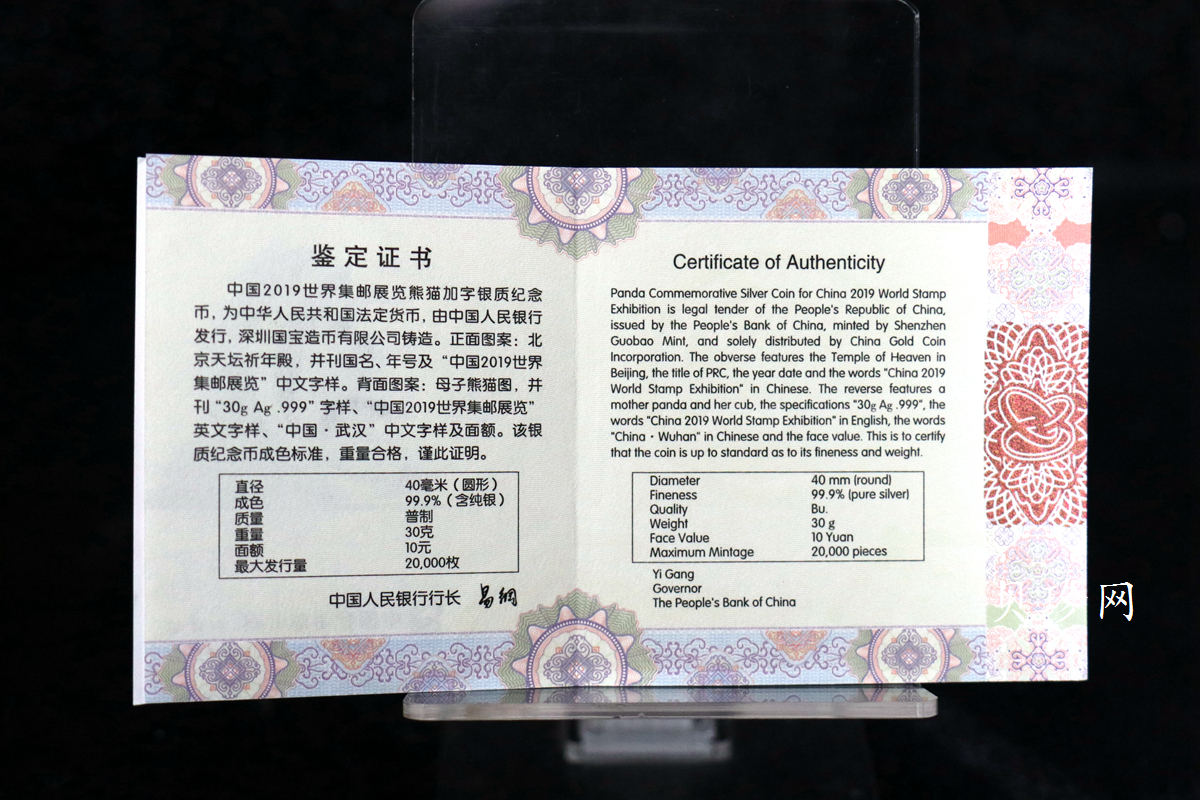 鉴定证书
中国2019世界集邮展览熊猫加字银质纪念
币，为中华人民共和国法定货币，由中国人民银行
发行，深圳国宝造币有限公司铸造。正面图案：北
京天坛祈年殿，并刊国名、年号及“中国2019世界
集邮展览”中文字样。背面图案：母子熊猫图，并
刊“30g Ag .999”字样、“中国2019世界集邮展览”
英文字样、“中国·武汉”中文字样及面额。该银
质纪念币成色标准，重量合格，谨此证明。
直径 40毫米（圆形）
成色 99.9%（含纯银）
质量 普制
重量 30克
面额 10元
最大发行量 20,000枚
中国人民银行行长 易纲
Certificate of Authenticity
Panda Commemorative Silver Coin for China 2019 World Stamp
Exhibition is legal tender of the People's Republic of China,
issued by the People's Bank of China, minted by Shenzhen
Guobao Mint, and solely distributed by China Gold Coin
Incorporation. The obverse features the Temple of Heaven in
Beijing, the title of PRC, the year date and the words "China 2019
World Stamp Exhibition" in Chinese. The reverse features a
mother panda and her cub, the specifications "30g Ag .999", the
words "China 2019 World Stamp Exhibition" in English, the words
"China · Wuhan" in Chinese and the face value. This is to certify
that the coin is up to standard as to its fineness and weight.
Diameter 40 mm (round)
Fineness 99.9% (pure silver)
Quality Bu.
Weight 30 g
Face Value 10 Yuan
Maximum Mintage 20,000 pieces
Yi Gang
Governor
The People's Bank of China
网